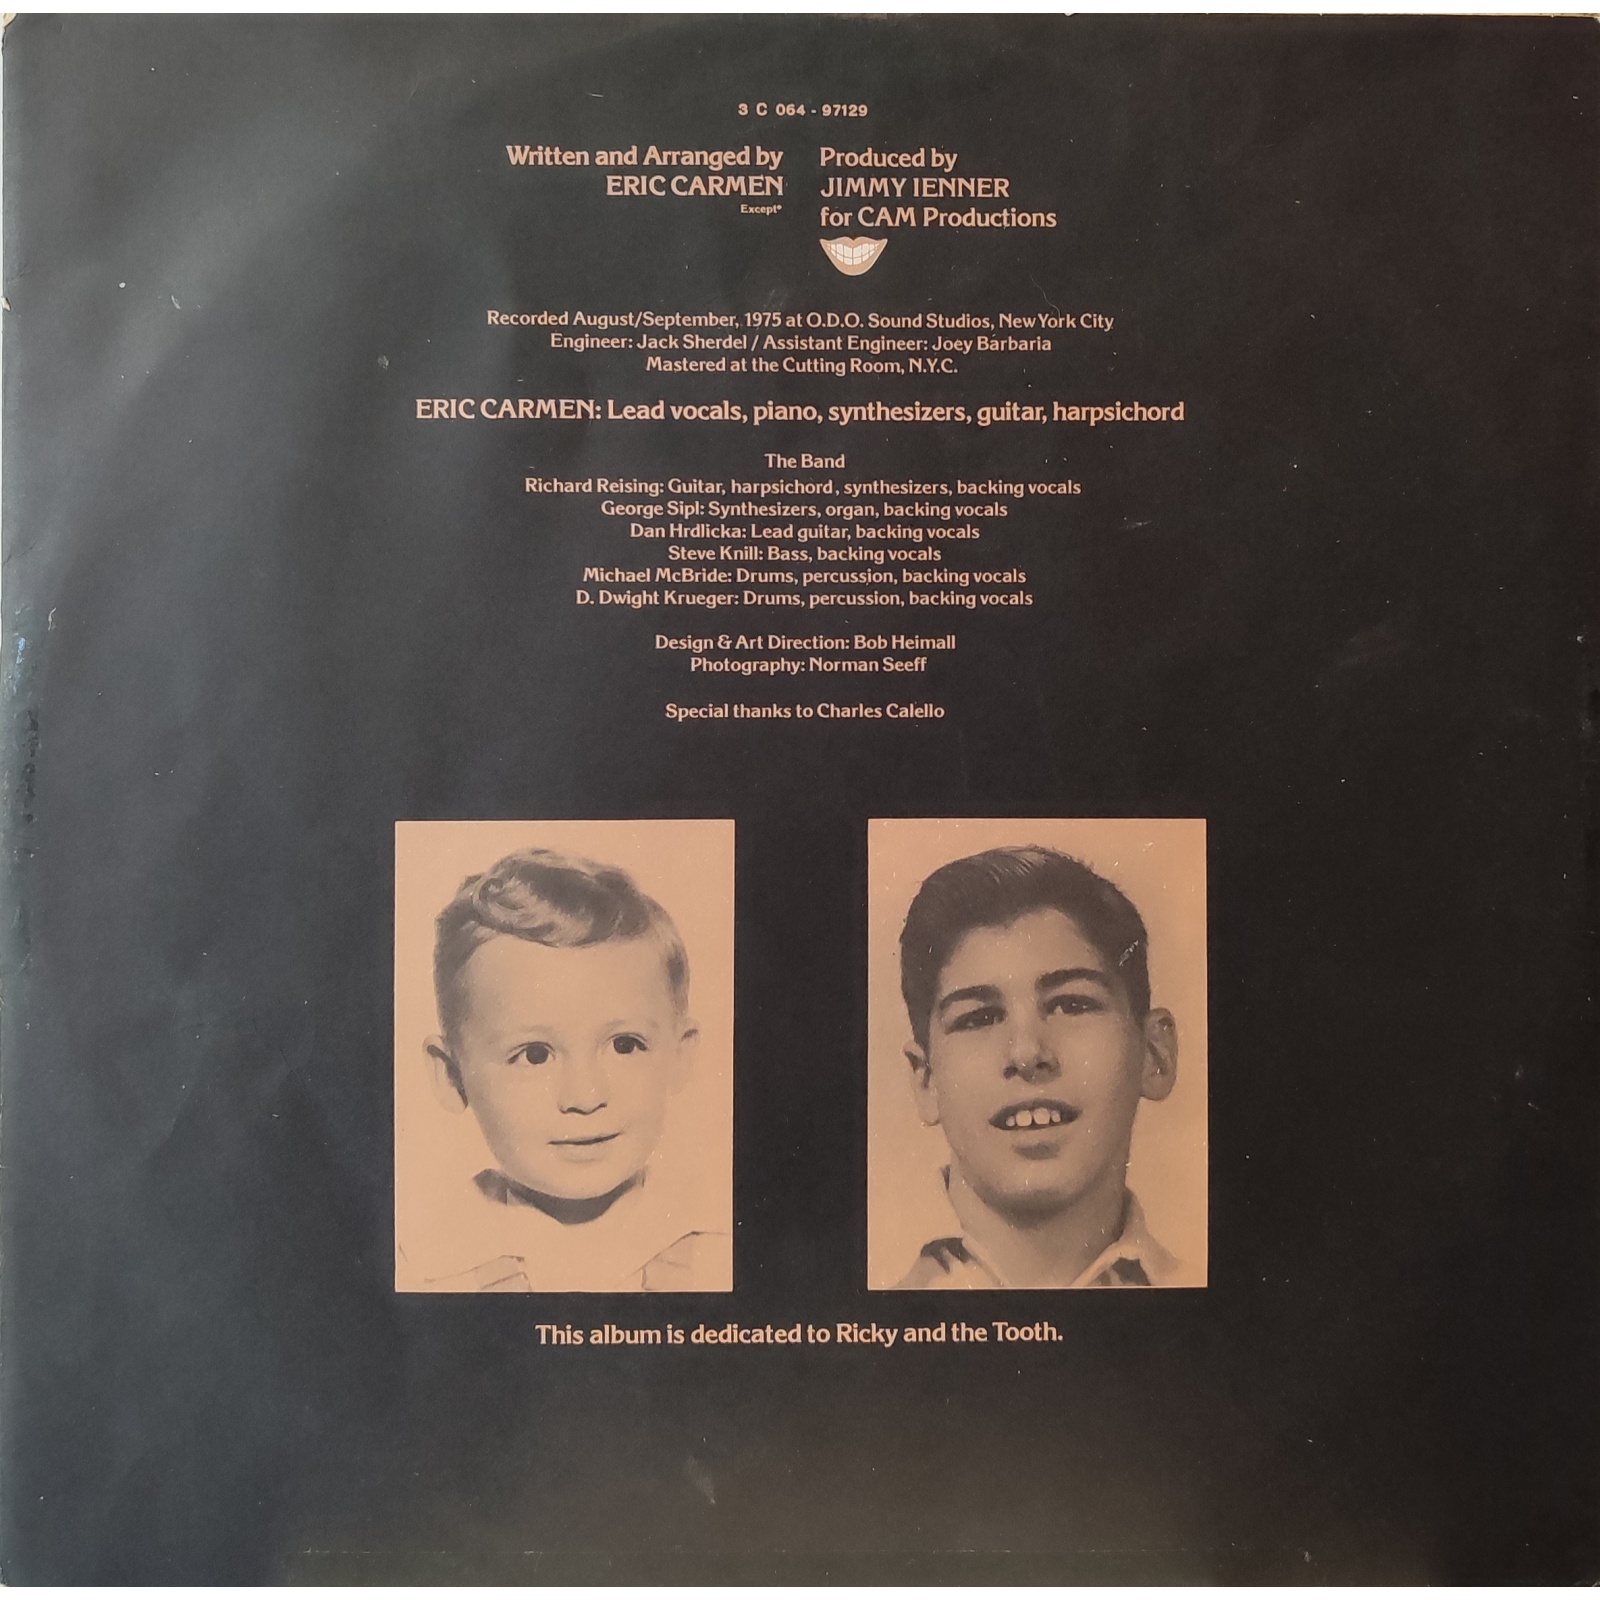 3 C 064 - 97129
Written and Arranged by
ERIC CARMEN
Except*
Produced by
JIMMY IENNER
for CAM Productions
Recorded August/September, 1975 at O.D.O. Sound Studios, New York City
Engineer: Jack Sherdel / Assistant Engineer: Joey Barbaria
Mastered at the Cutting Room, N.Y.C.
ERIC CARMEN: Lead vocals, piano, synthesizers, guitar, harpsichord
The Band
Richard Reising: Guitar, harpsichord, synthesizers, backing vocals
George Sipl: Synthesizers, organ, backing vocals
Dan Hrdlicka: Lead guitar, backing vocals
Steve Knill: Bass, backing vocals
Michael McBride: Drums, percussion, backing vocals
D. Dwight Krueger: Drums, percussion, backing vocals
Design & Art Direction: Bob Heimall
Photography: Norman Seeff
Special thanks to Charles Calello
This album is dedicated to Ricky and the Tooth.